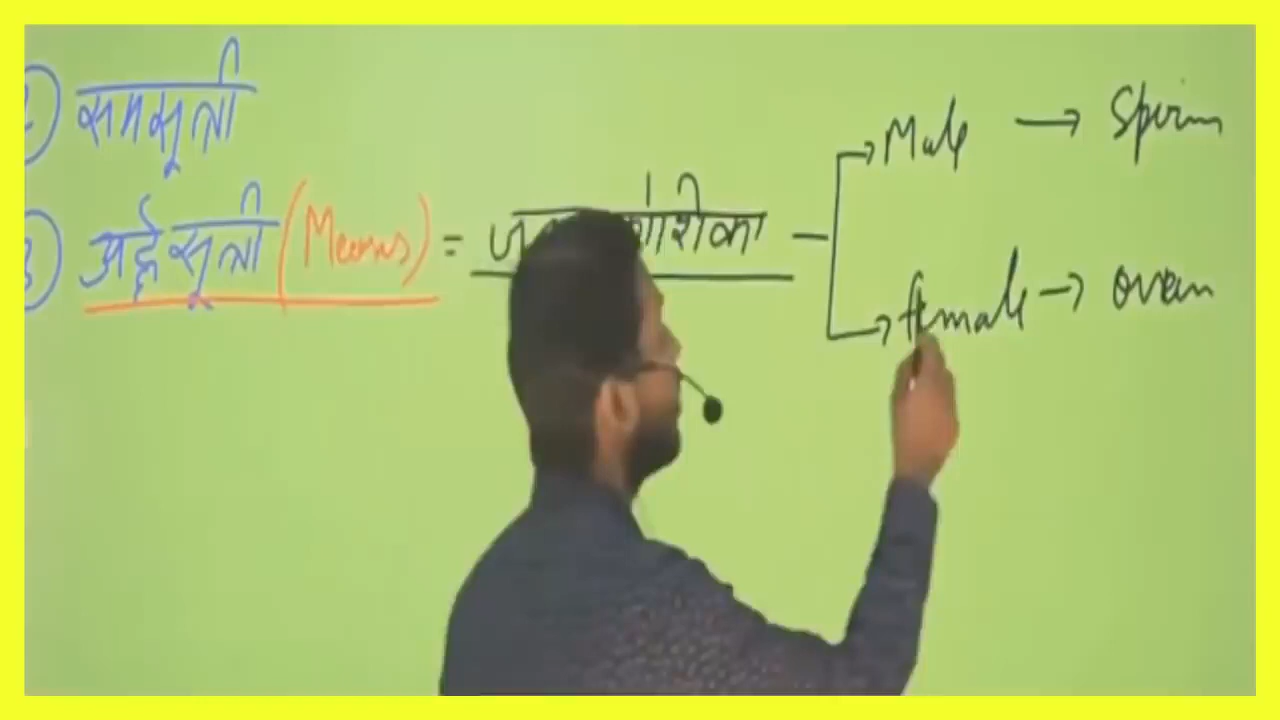 समसूत्री
अर्द्धसूत्री (Meosis) =
Male → Sperm
female → ovum